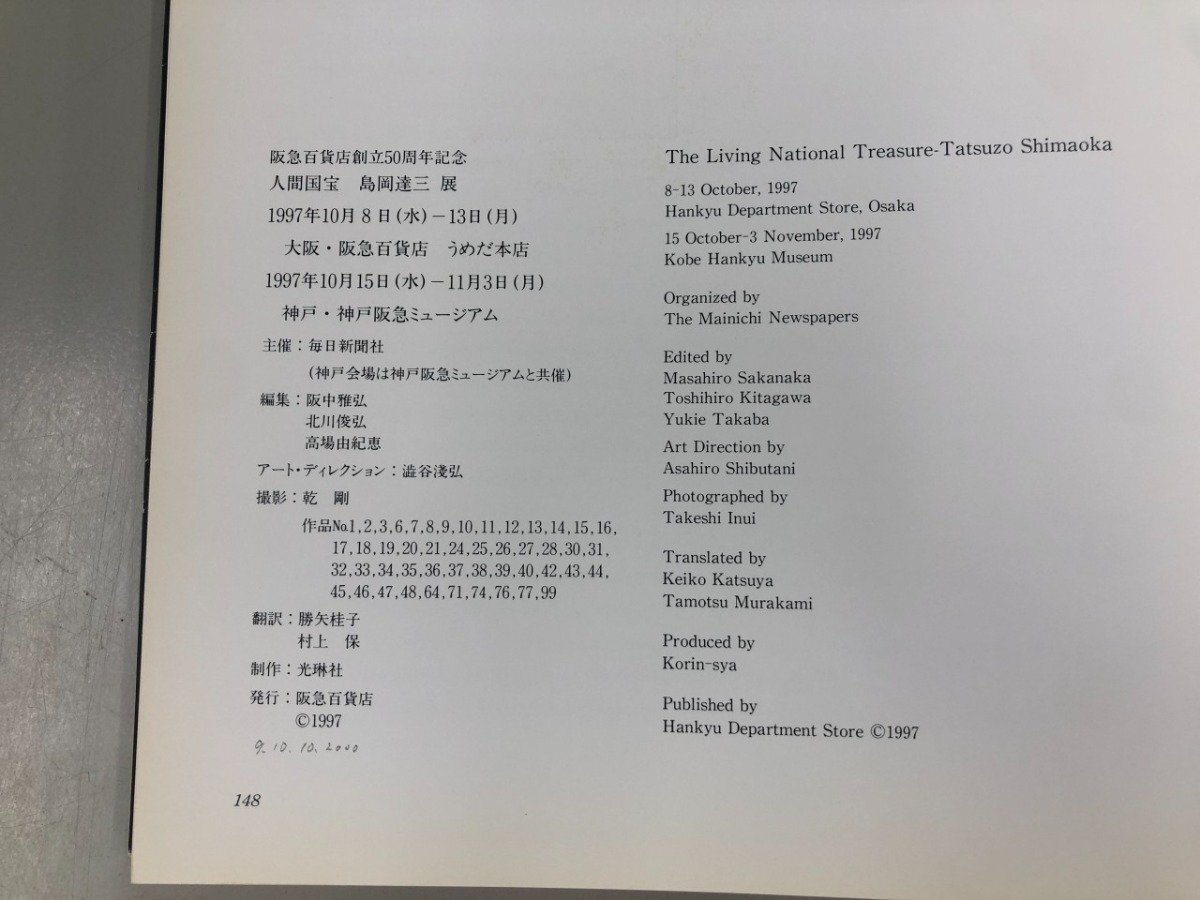 阪急百貨店創立50周年記念
人間国宝　島岡達三 展
1997年10月 8 日(水)－13日(月)
大阪・阪急百貨店　うめだ本店
1997年10月15日(水)－11月3日(月)
神戸・神戸阪急ミュージアム
主催：毎日新聞社
(神戸会場は神戸阪急ミュージアムと共催)
編集：阪中雅弘
北川俊弘
高場由紀恵
アート・ディレクション：澁谷淺弘
撮影：乾　剛
作品No.1,2,3,6,7,8,9,10,11,12,13,14,15,16,
17,18,19,20,21,24,25,26,27,28,30,31,
32,33,34,35,36,37,38,39,40,42,43,44,
45,46,47,48,64,71,74,76,77,99
翻訳：勝矢桂子
村上　保
制作：光琳社
発行：阪急百貨店
©1997
9.10.10.2000
148
The Living National Treasure-Tatsuzo Shimaoka
8-13 October, 1997
Hankyu Department Store, Osaka
15 October-3 November, 1997
Kobe Hankyu Museum
Organized by
The Mainichi Newspapers
Edited by
Masahiro Sakanaka
Toshihiro Kitagawa
Yukie Takaba
Art Direction by
Asahiro Shibutani
Photographed by
Takeshi Inui
Translated by
Keiko Katsuya
Tamotsu Murakami
Produced by
Korin-sya
Published by
Hankyu Department Store ©1997